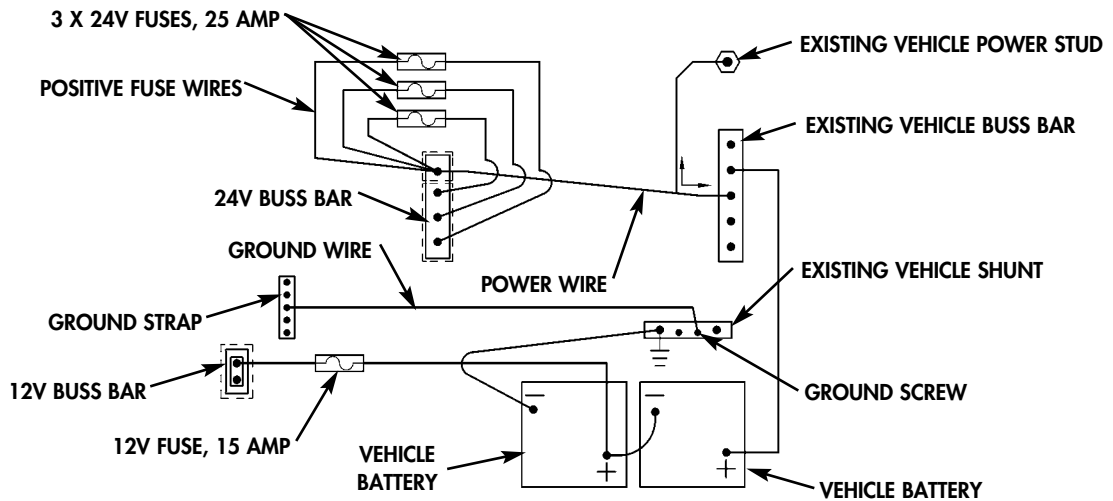 3 X 24V FUSES, 25 AMP
EXISTING VEHICLE POWER STUD
POSITIVE FUSE WIRES
EXISTING VEHICLE BUSS BAR
24V BUSS BAR
GROUND WIRE
POWER WIRE
EXISTING VEHICLE SHUNT
GROUND STRAP
12V BUSS BAR
GROUND SCREW
12V FUSE, 15 AMP
VEHICLE
BATTERY
VEHICLE BATTERY
− + − +